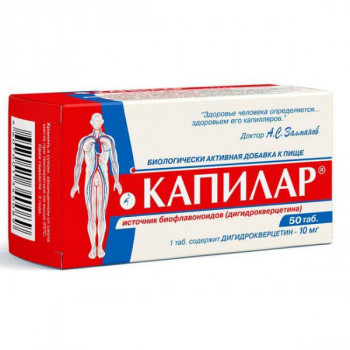 "Здоровье человека определяется...
здоровьем его капилляров."
Доктор А.С.Залманов
БИОЛОГИЧЕСКИ АКТИВНАЯ ДОБАВКА К ПИЩЕ
КАПИЛАР®
источник биофлавоноидов (дигидрокверцетина)
50 таб.
1 таб. содержит ДИГИДРОКВЕРЦЕТИН - 10 мг